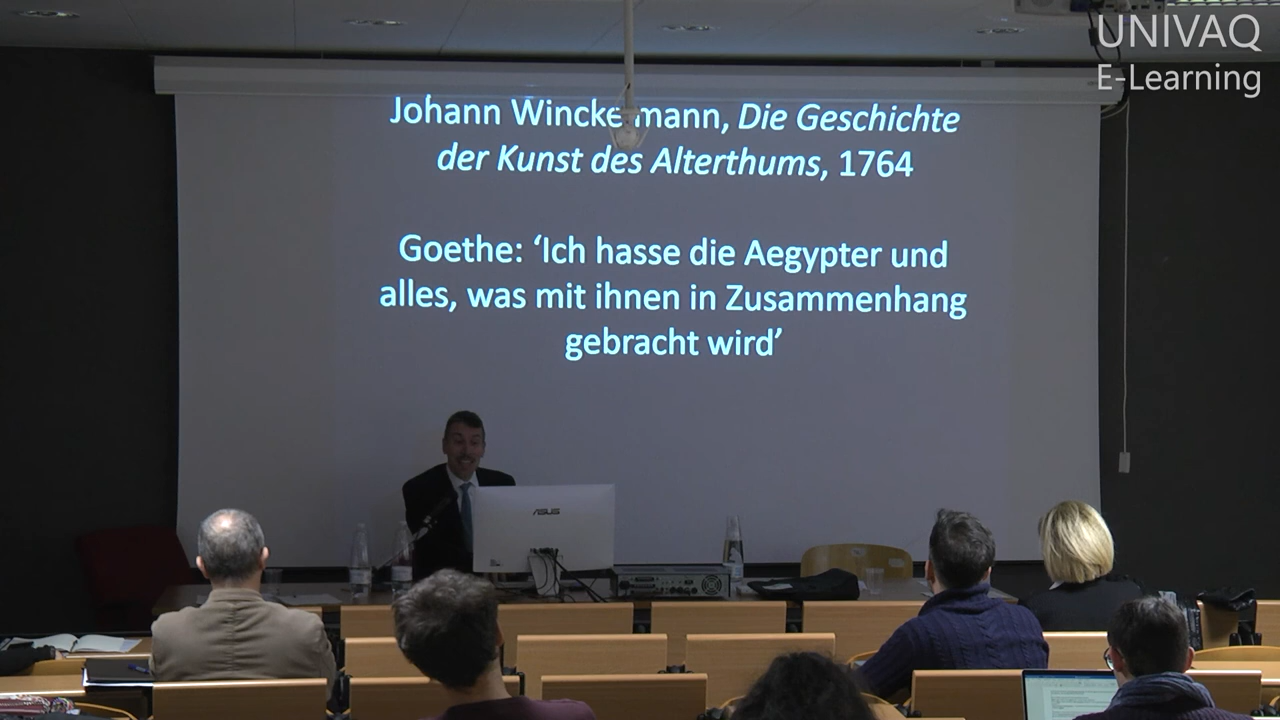 UNIVAQ
E-Learning
Johann Winckelmann, Die Geschichte
der Kunst des Alterthums, 1764
Goethe: ‘Ich hasse die Aegypter und
alles, was mit ihnen in Zusammenhang
gebracht wird’
ASUS